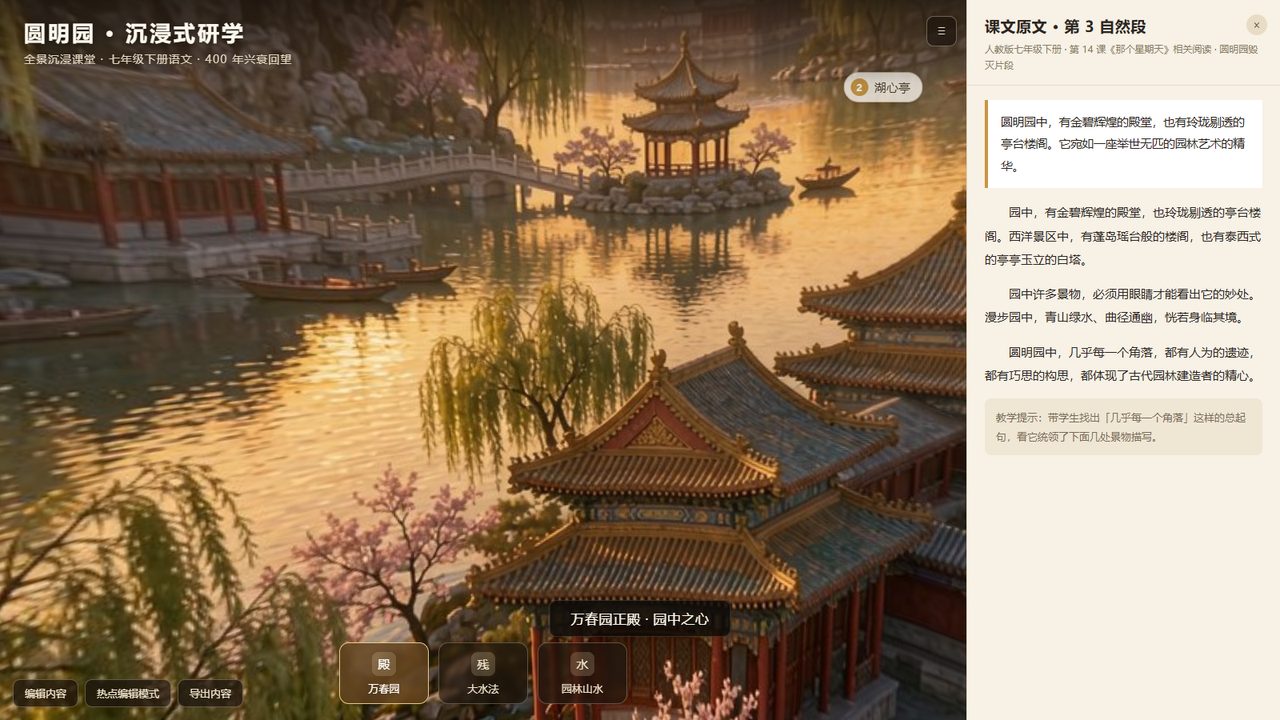 圆明园 · 沉浸式研学
全景沉浸课堂 · 七年级下册语文 · 400 年兴衰回望
☰
2 湖心亭
万春园正殿 · 园中之心
殿
万春园
残
大水法
水
园林山水
编辑内容
热点编辑模式
导出内容
课文原文 · 第 3 自然段
×
人教版七年级下册 · 第 14 课《那个星期天》相关阅读 · 圆明园毁
灭片段
圆明园中，有金碧辉煌的殿堂，也有玲珑剔透的
亭台楼阁。它宛如一座举世无匹的园林艺术的精
华。
园中，有金碧辉煌的殿堂，也玲珑剔透的亭台楼
阁。西洋景区中，有蓬岛瑶台般的楼阁，也有泰西式
的亭亭玉立的白塔。
园中许多景物，必须用眼睛才能看出它的妙处。
漫步园中，青山绿水、曲径通幽，恍若身临其境。
圆明园中，几乎每一个角落，都有人为的遗迹，
都有巧思的构思，都体现了古代园林建造者的精心。
教学提示：带学生找出「几乎每一个角落」这样的总起
句，看它统领了下面几处景物描写。